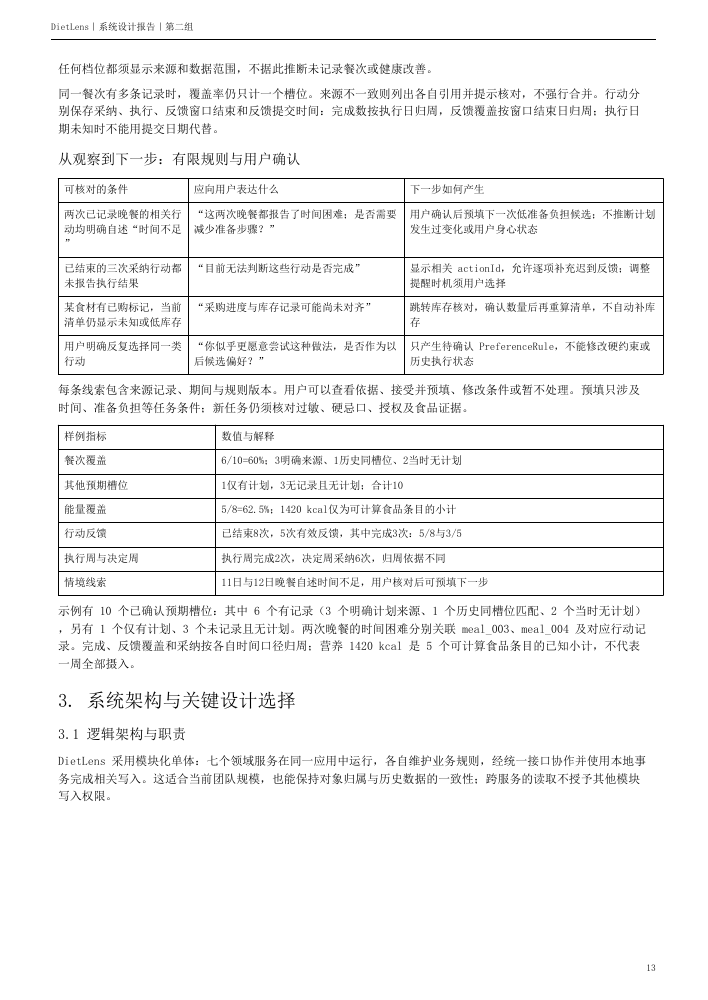 DietLens | 系统设计报告 | 第二组
任何档位都须显示来源和数据范围，不据此推断未记录餐次或健康改善。
同一餐次有多条记录时，覆盖率仍只计一个槽位。来源不一致则列出各自引用并提示核对，不强行合并。行动分
别保存采纳、执行、反馈窗口结束和反馈提交时间：完成数按执行日归周，反馈覆盖按窗口结束日归周；执行日
期未知时不能用提交日期代替。
从观察到下一步：有限规则与用户确认
可核对的条件 应向用户表达什么 下一步如何产生
两次已记录晚餐的相关行 “这两次晚餐都报告了时间困难；是否需要 用户确认后预填下一次低准备负担候选；不推断计划
动均明确自述“时间不足 减少准备步骤？” 发生过变化或用户身心状态
”
已结束的三次采纳行动都 “目前无法判断这些行动是否完成” 显示相关 actionId，允许逐项补充迟到反馈；调整
未报告执行结果 提醒时机须用户选择
某食材有已购标记，当前 “采购进度与库存记录可能尚未对齐” 跳转库存核对，确认数量后再重算清单，不自动补库
清单仍显示未知或低库存 存
用户明确反复选择同一类 “你似乎更愿意尝试这种做法，是否作为以 只产生待确认 PreferenceRule，不能修改硬约束或
行动 后候选偏好？” 历史执行状态
每条线索包含来源记录、期间与规则版本。用户可以查看依据、接受并预填、修改条件或暂不处理。预填只涉及
时间、准备负担等任务条件；新任务仍须核对过敏、硬忌口、授权及食品证据。
样例指标 数值与解释
餐次覆盖 6/10=60%；3明确来源、1历史同槽位、2当时无计划
其他预期槽位 1仅有计划，3无记录且无计划；合计10
能量覆盖 5/8=62.5%；1420 kcal仅为可计算食品条目的小计
行动反馈 已结束8次，5次有效反馈，其中完成3次：5/8与3/5
执行周与决定周 执行周完成2次，决定周采纳6次，归周依据不同
情境线索 11日与12日晚餐自述时间不足，用户核对后可预填下一步
示例有 10 个已确认预期槽位：其中 6 个有记录（3 个明确计划来源、1 个历史同槽位匹配、2 个当时无计划）
，另有 1 个仅有计划、3 个未记录且无计划。两次晚餐的时间困难分别关联 meal_003、meal_004 及对应行动记
录。完成、反馈覆盖和采纳按各自时间口径归周；营养 1420 kcal 是 5 个可计算食品条目的已知小计，不代表
一周全部摄入。
3. 系统架构与关键设计选择
3.1 逻辑架构与职责
DietLens 采用模块化单体：七个领域服务在同一应用中运行，各自维护业务规则，经统一接口协作并使用本地事
务完成相关写入。这适合当前团队规模，也能保持对象归属与历史数据的一致性；跨服务的读取不授予其他模块
写入权限。
13